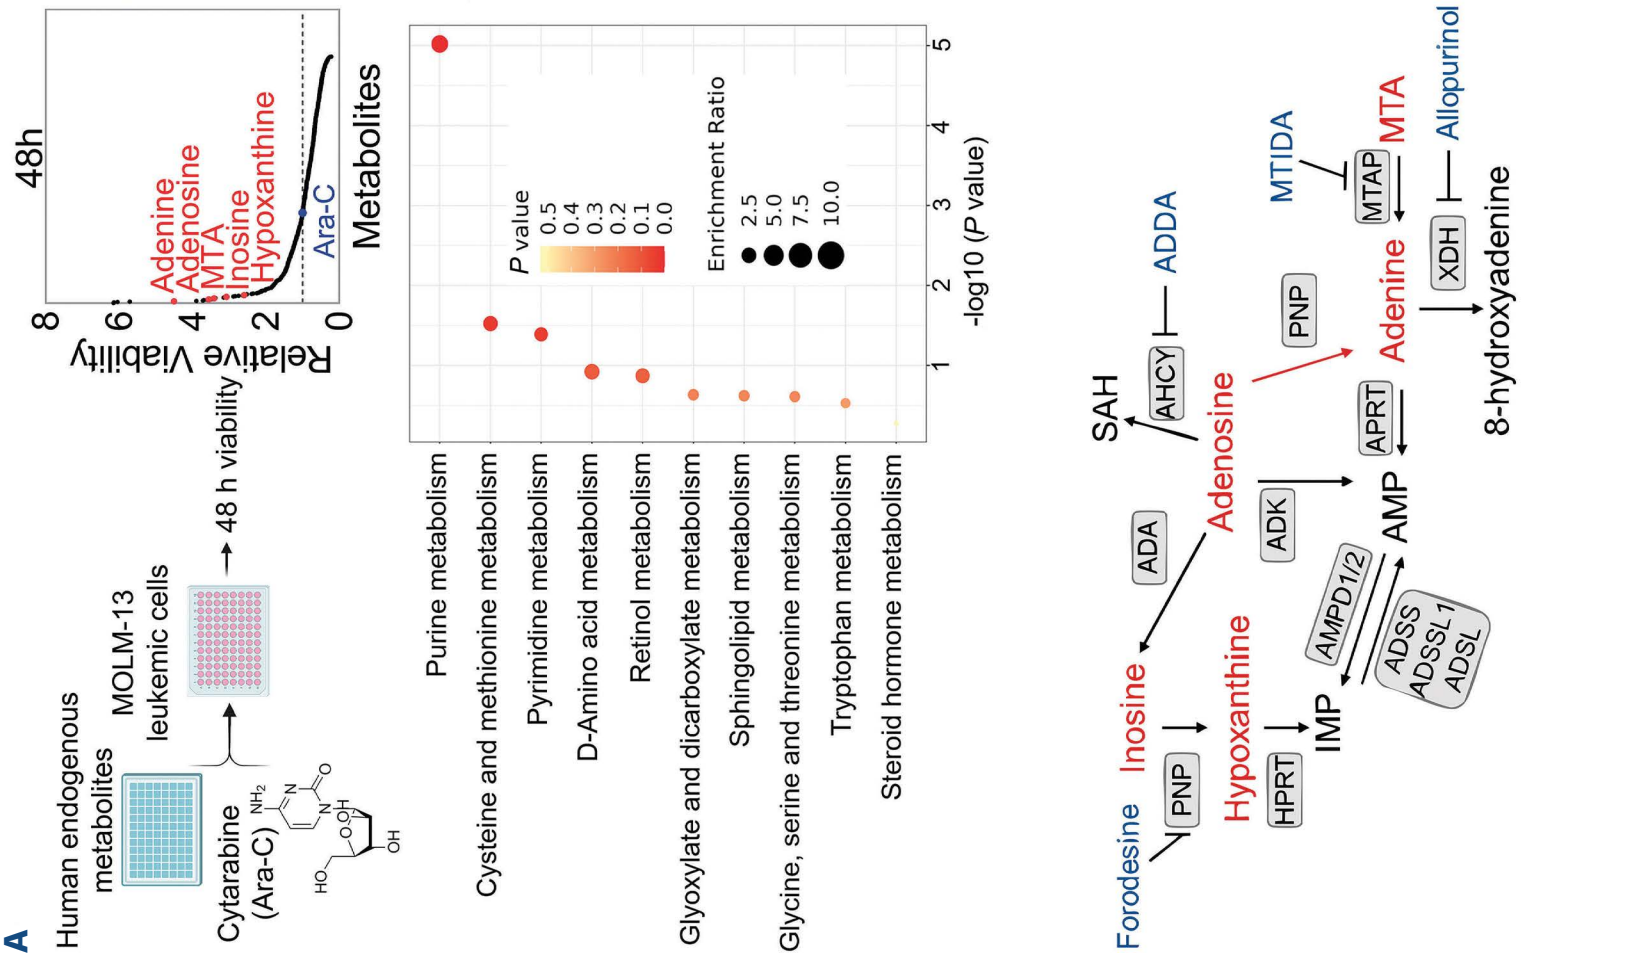 A
Human endogenous
metabolites
Cytarabine
(Ara-C)
NH2
N
O
N
OH
O
HO
OH
MOLM-13
leukemic cells
48 h viability
48h
Relative Viability
8
6
4
2
0
Adenine
Adenosine
MTA
Inosine
Hypoxanthine
Ara-C
Metabolites
Purine metabolism
Cysteine and methionine metabolism
Pyrimidine metabolism
D-Amino acid metabolism
Retinol metabolism
Glyoxylate and dicarboxylate metabolism
Sphingolipid metabolism
Glycine, serine and threonine metabolism
Tryptophan metabolism
Steroid hormone metabolism
1
2
3
4
5
-log10 (P value)
P value
0.5
0.4
0.3
0.2
0.1
0.0
Enrichment Ratio
2.5
5.0
7.5
10.0
SAH
AHCY
ADDA
Adenosine
ADA
ADK
PNP
Inosine
Forodesine
PNP
Hypoxanthine
HPRT
IMP
AMPD1/2
ADSS
ADSSL1
ADSL
AMP
APRT
Adenine
MTIDA
MTAP
MTA
XDH
Allopurinol
8-hydroxyadenine